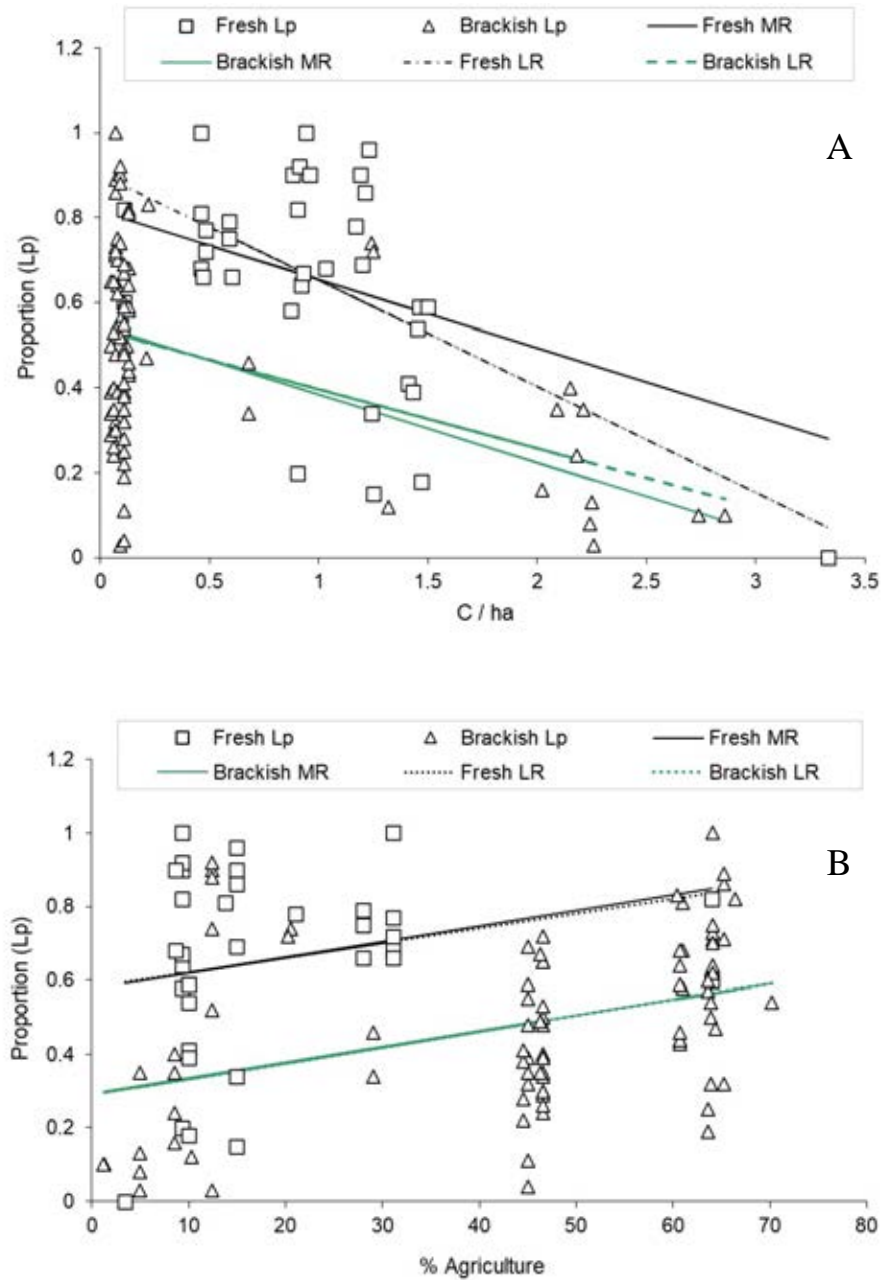 Fresh Lp Brackish Lp Fresh MR
Brackish MR Fresh LR Brackish LR
A
1.2
1
0.8
0.6
0.4
0.2
0
Proportion (Lp)
0 0.5 1 1.5 2 2.5 3 3.5
C / ha
Fresh Lp Brackish Lp Fresh MR
Brackish MR Fresh LR Brackish LR
B
1.2
1
0.8
0.6
0.4
0.2
0
Proportion (Lp)
0 10 20 30 40 50 60 70 80
% Agriculture